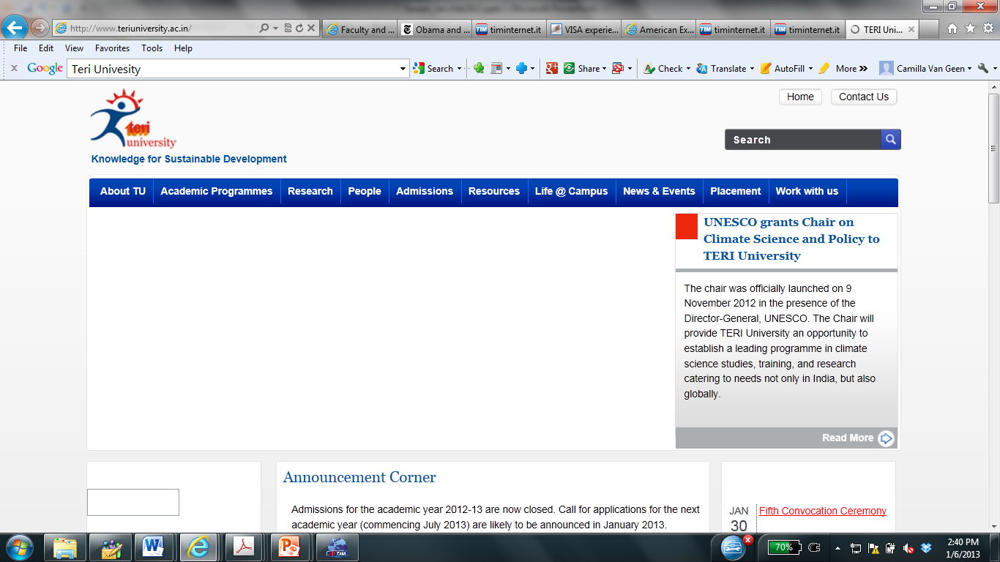 http://www.teriuniversity.ac.in/
Faculty and ...
Obama and ...
timinternet.it
VISA experie...
American Ex...
timinternet.it
timinternet.it
TERI Uni...
File Edit View Favorites Tools Help
Google Teri Univesity Search Share Check Translate AutoFill More Camilla Van Geen
Home Contact Us
teri
university
Knowledge for Sustainable Development
Search
About TU Academic Programmes Research People Admissions Resources Life @ Campus News & Events Placement Work with us
UNESCO grants Chair on
Climate Science and Policy to
TERI University
The chair was officially launched on 9
November 2012 in the presence of the
Director-General, UNESCO. The Chair will
provide TERI University an opportunity to
establish a leading programme in climate
science studies, training, and research
catering to needs not only in India, but also
globally.
Read More
Announcement Corner
Admissions for the academic year 2012-13 are now closed. Call for applications for the next
academic year (commencing July 2013) are likely to be announced in January 2013.
JAN
30
Fifth Convocation Ceremony
70%
2:40 PM
1/6/2013